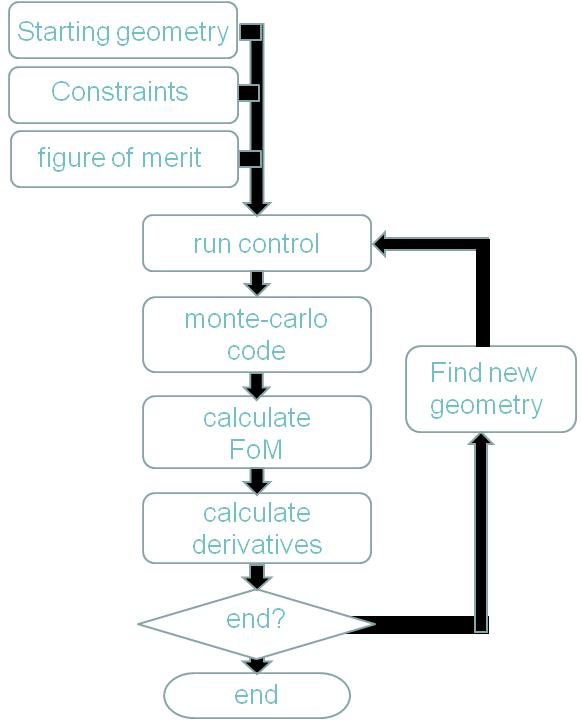 Starting geometry
Constraints
figure of merit
run control
monte-carlo
code
calculate
FoM
calculate
derivatives
end?
end
Find new
geometry